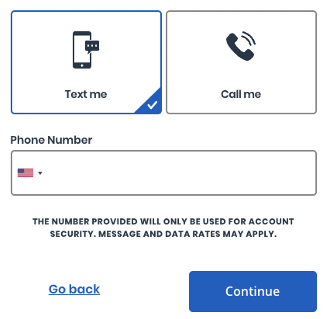 Text me
Call me
Phone Number
THE NUMBER PROVIDED WILL ONLY BE USED FOR ACCOUNT
SECURITY. MESSAGE AND DATA RATES MAY APPLY.
Go back
Continue